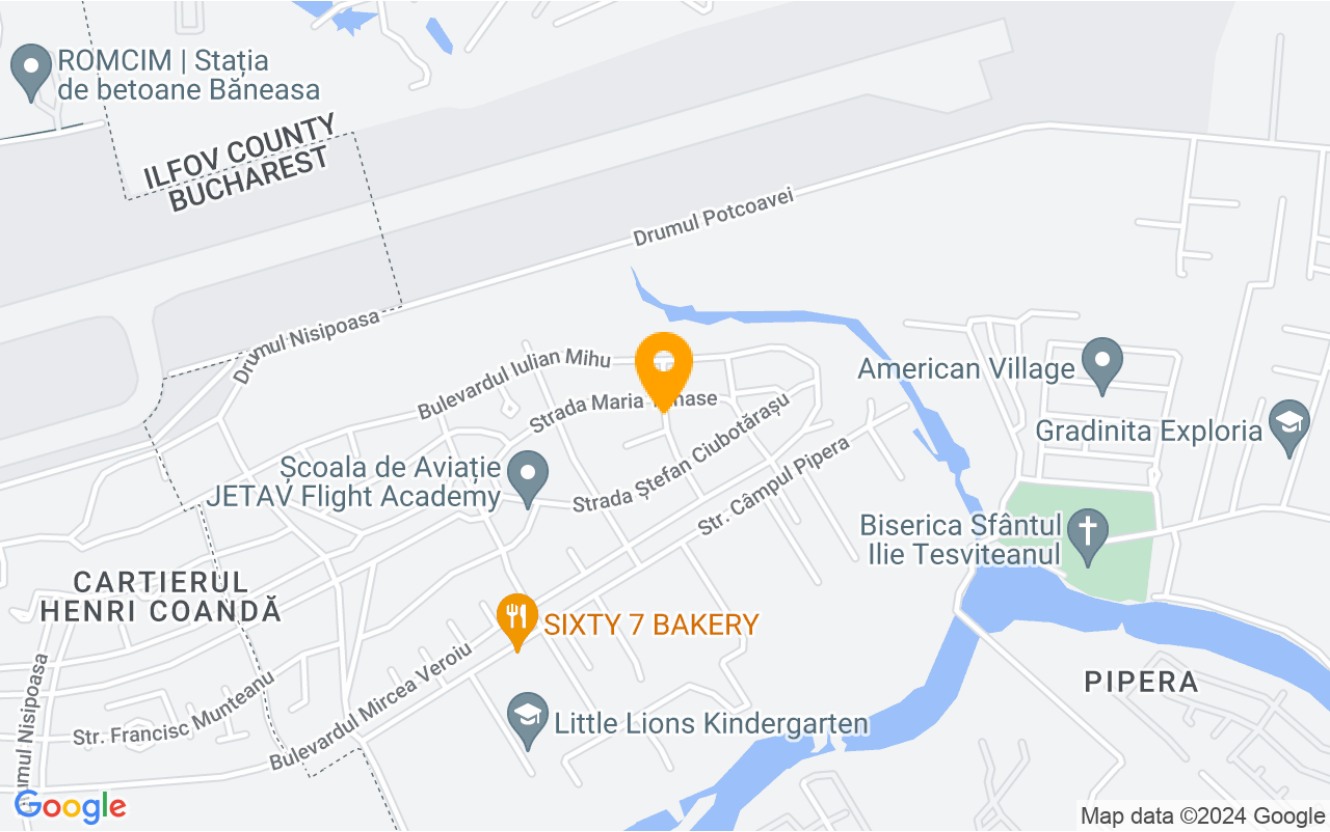 ROMCIM | Stația
de betoane Băneasa
ILFOV COUNTY
BUCHAREST
Drumul Potcoavei
Drumul Nisipoasa
Bulevardul Iulian Mihu
American Village
Strada Maria
Gradinita Exploria
Școala de Aviație
JETAV Flight Academy
Strada Ștefan Ciubotărașu
Str. Câmpul Pipera
Biserica Sfântul
Ilie Tesviteanul
CARTIERUL
HENRI COANDĂ
SIXTY 7 BAKERY
Bulevardul Mircea Veroiu
PIPERA
Str. Francisc Munteanu
Nisipoasa
Little Lions Kindergarten
Google
Map data ©2024 Google